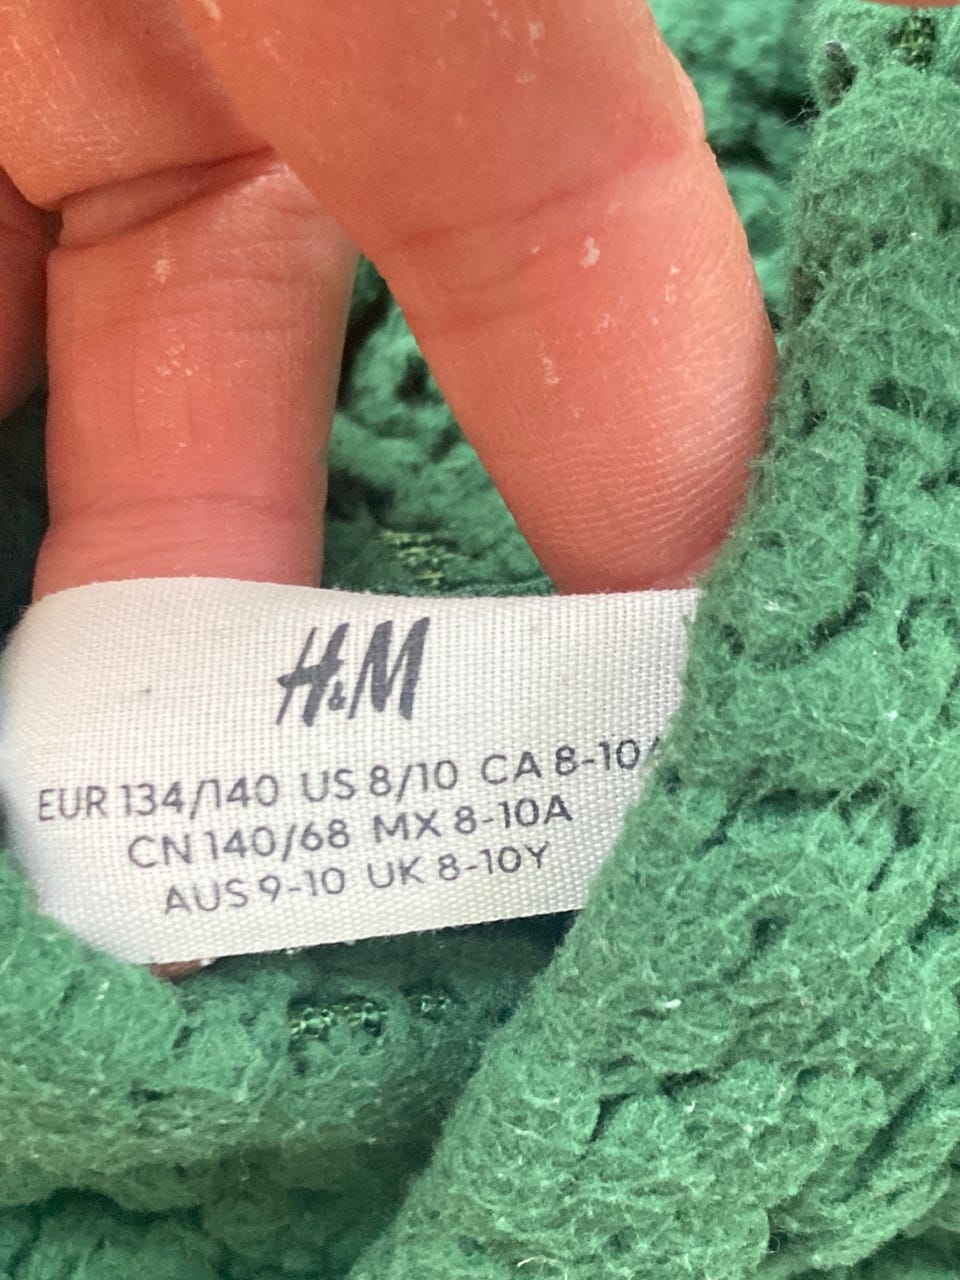 H&M
EUR 134/140 US 8/10 CA 8-10
CN 140/68 MX 8-10A
AUS 9-10 UK 8-10Y